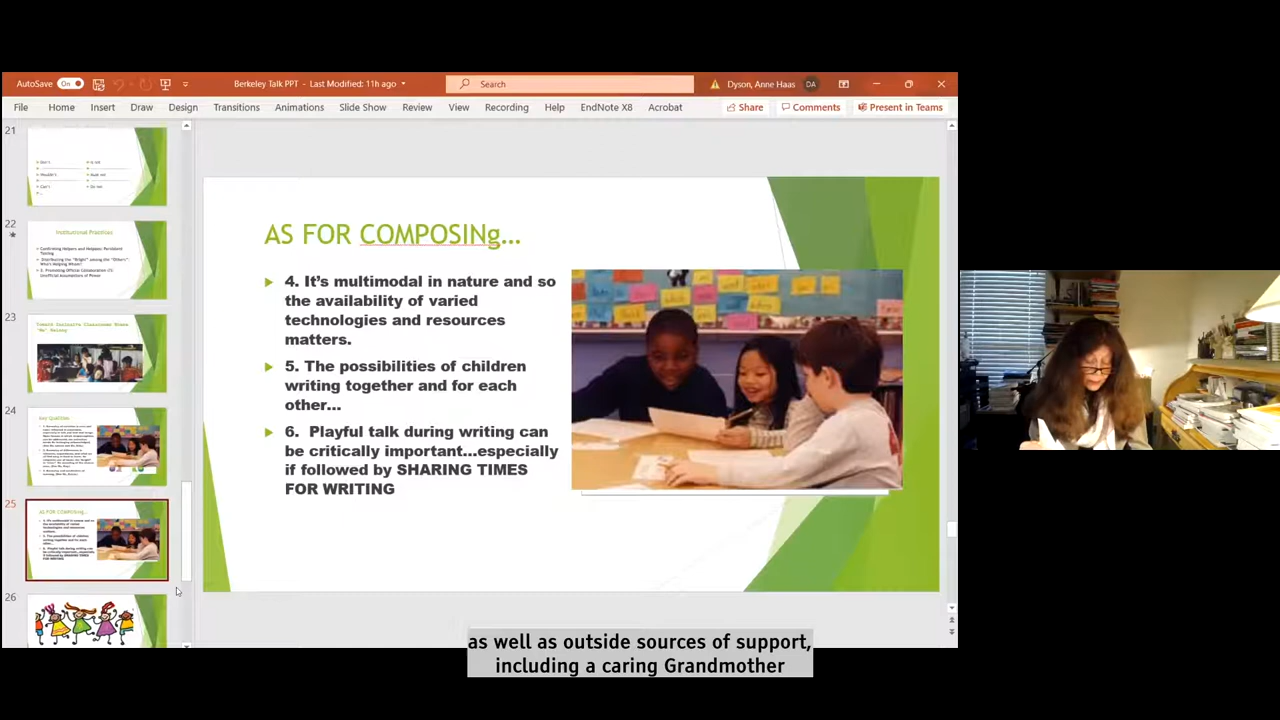 AutoSave On
Berkeley Talk PPT - Last Modified: 11h ago
Search
Dyson, Anne Haas DA
File Home Insert Draw Design Transitions Animations Slide Show Review View Recording Help EndNote X8 Acrobat Share Comments Present in Teams
21
22
Institutional Practices
23
24
Key Qualities
25
AS FOR COMPOSING...
26
AS FOR COMPOSINg...
4. It's multimodal in nature and so
the availability of varied
technologies and resources
matters.
5. The possibilities of children
writing together and for each
other...
6. Playful talk during writing can
be critically important...especially
if followed by SHARING TIMES
FOR WRITING
as well as outside sources of support,
including a caring Grandmother